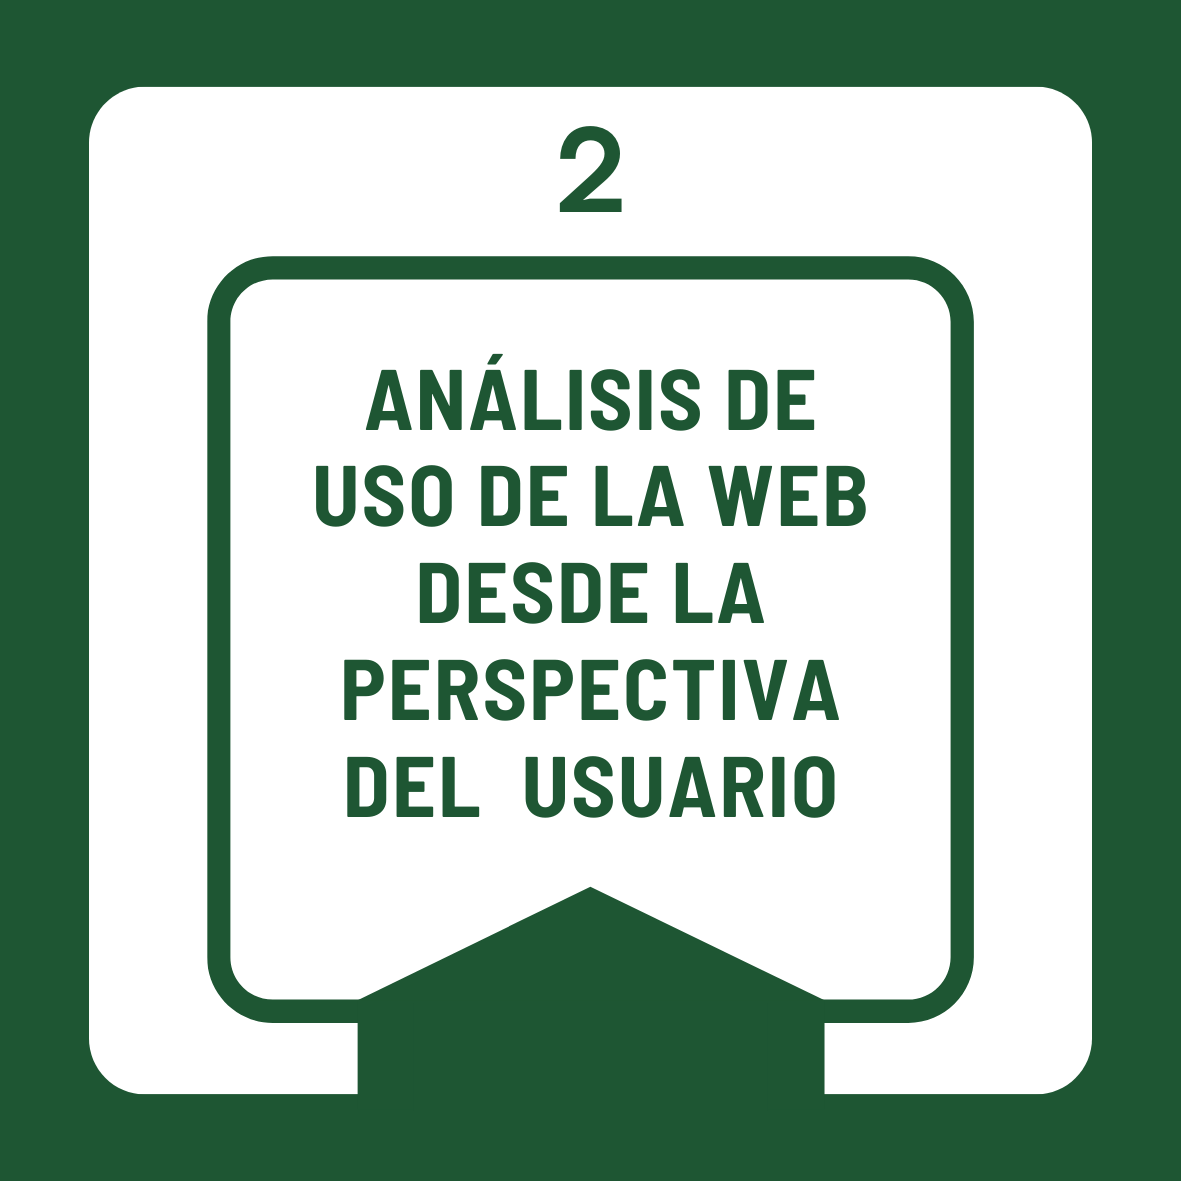 2
ANÁLISIS DE
USO DE LA WEB
DESDE LA
PERSPECTIVA
DEL  USUARIO